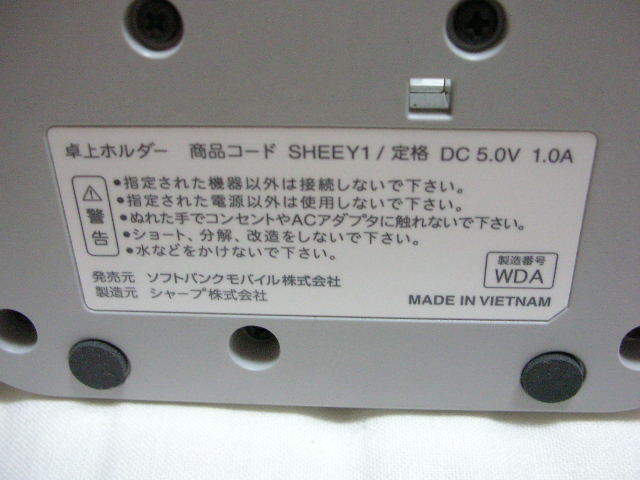 卓上ホルダー 商品コード SHEEY1 / 定格 DC 5.0V 1.0A
警告
•指定された機器以外は接続しないで下さい。
•指定された電源以外は使用しないで下さい。
•ぬれた手でコンセントやACアダプタに触れないで下さい。
•ショート、分解、改造をしないで下さい。
•水などをかけないで下さい。
発売元 ソフトバンクモバイル株式会社
製造元 シャープ株式会社
製造番号
WDA
MADE IN VIETNAM